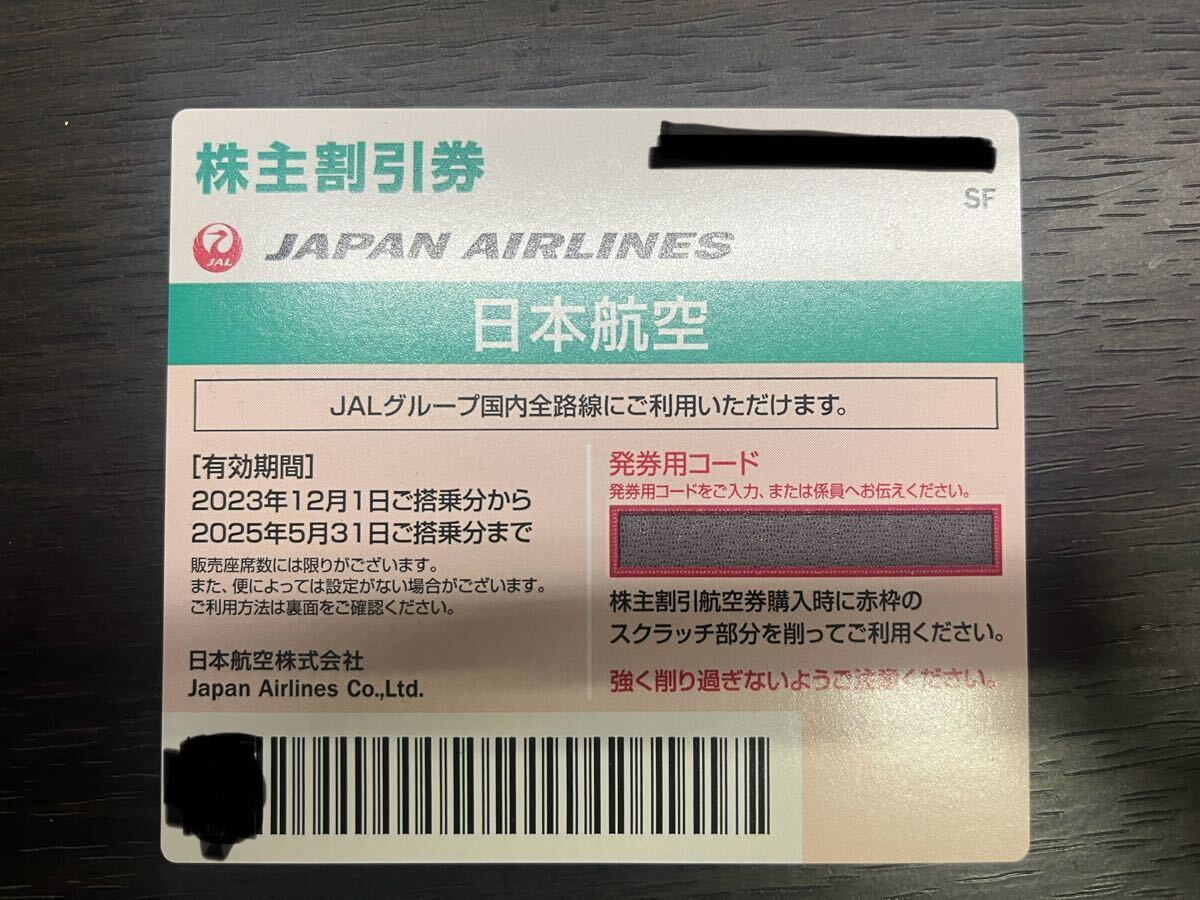 株主割引券
SF
JAL
JAPAN AIRLINES
日本航空
JALグループ国内全路線にご利用いただけます。
[有効期間]
2023年12月1日ご搭乗分から
2025年5月31日ご搭乗分まで
販売座席数には限りがございます。
また、便によっては設定がない場合がございます。
ご利用方法は裏面をご確認ください。
日本航空株式会社
Japan Airlines Co.,Ltd.
発券用コード
発券用コードをご入力、または係員へお伝えください。
株主割引航空券購入時に赤枠の
スクラッチ部分を削ってご利用ください。
強く削り過ぎないようご注意ください。